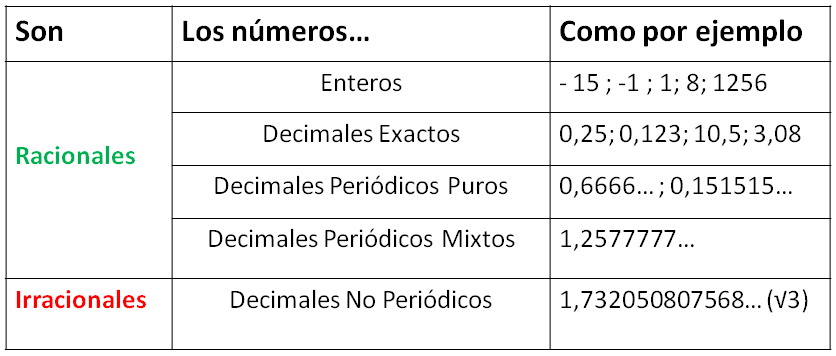 Son Los números... Como por ejemplo
Racionales
Enteros - 15 ; -1 ; 1; 8; 1256
Decimales Exactos 0,25; 0,123; 10,5; 3,08
Decimales Periódicos Puros 0,6666... ; 0,151515...
Decimales Periódicos Mixtos 1,2577777...
Irracionales Decimales No Periódicos 1,732050807568... (√3)